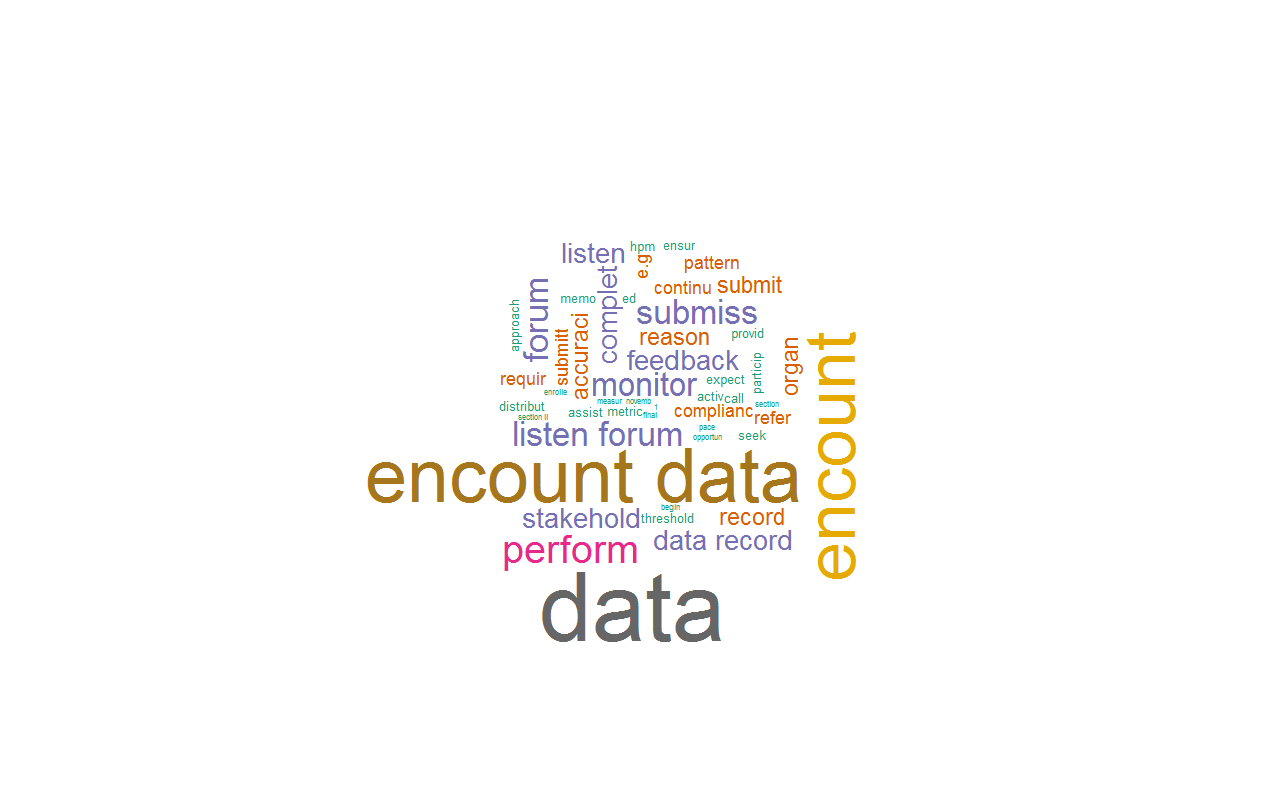 listen
hpm
ensur
e.g
pattern
complet
continu
submit
forum
memo
ed
submiss
approach
accuraci
submitt
reason
provid
feedback
organ
encount
requir
monitor
expect
particip
enrolle
activ
call
measur
novemb
distribut
section ii
assist
metric
1
final
complianc
section
refer
listen forum
pace
opportun
seek
encount data
begin
stakehold
threshold
record
perform
data record
data